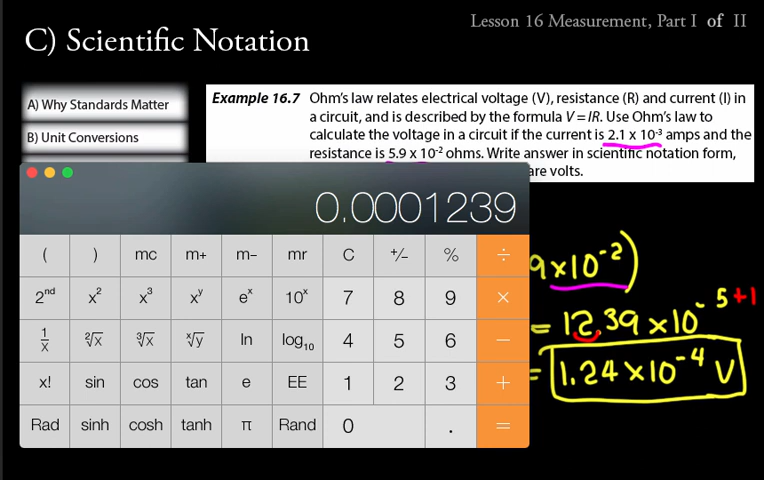 Lesson 16 Measurement, Part I of II
C) Scientific Notation
A) Why Standards Matter
B) Unit Conversions
Example 16.7 Ohm's law relates electrical voltage (V), resistance (R) and current (I) in
a circuit, and is described by the formula V = IR. Use Ohm's law to
calculate the voltage in a circuit if the current is 2.1 x 10⁻³ amps and the
resistance is 5.9 x 10⁻² ohms. Write answer in scientific notation form,
are volts.
0.0001239
( ) mc m+ m− mr C +/− % ÷
2ⁿᵈ x² x³ xʸ eˣ 10ˣ 7 8 9 ×
1/x ²√x ³√x ˣ√y ln log₁₀ 4 5 6 −
x! sin cos tan e EE 1 2 3 +
Rad sinh cosh tanh π Rand 0 . =
9x10⁻²)
= 12.39 x10⁻⁵⁺¹
= 1.24 x10⁻⁴ V